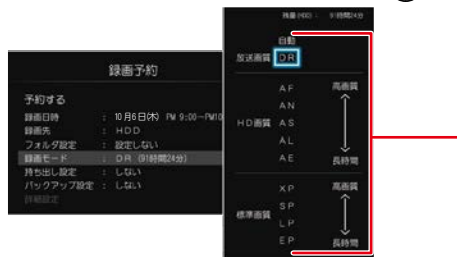 録画予約
予約する
録画日時 : 10月6日(木) PM 9:00~PM10
録画先 : HDD
フォルダ設定 : 設定しない
録画モード : DR (91時間24分)
持ち出し設定 : しない
バックアップ設定 : しない
詳細設定
残量(HDD) : 91時間24分
自動
放送画質 DR
AF 高画質
AN
HD画質 AS
AL
AE 長時間
XP 高画質
標準画質 SP
LP
EP 長時間